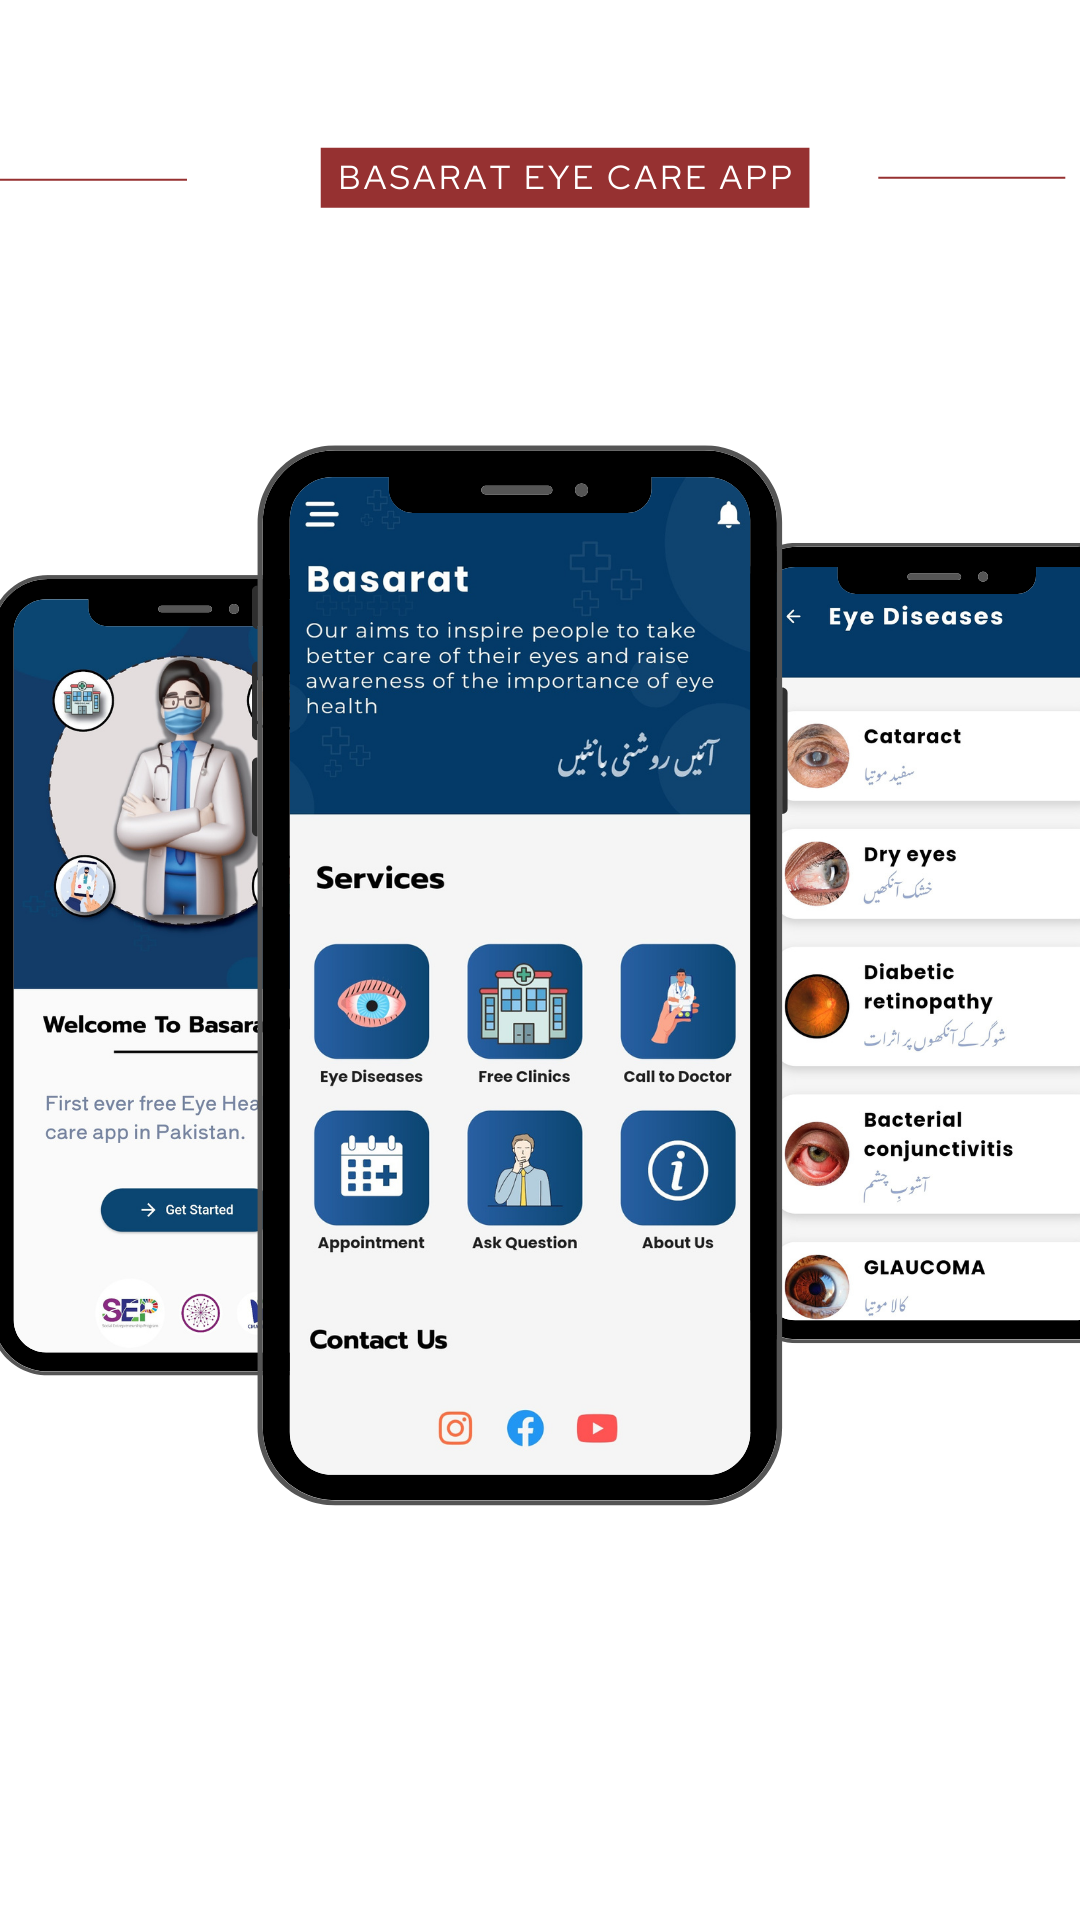 BASARAT EYE CARE APP
Welcome To Basara
First ever free Eye Hea
care app in Pakistan.
Get Started
SEP
Basarat
Our aims to inspire people to take
better care of their eyes and raise
awareness of the importance of eye
health
آئیں روشنی بانٹیں
Services
Eye Diseases
Free Clinics
Call to Doctor
Appointment
Ask Question
About Us
Contact Us
Eye Diseases
Cataract
سفید موتیا
Dry eyes
خشک آنکھیں
Diabetic
retinopathy
شوگر کے آنکھوں پر اثرات
Bacterial
conjunctivitis
آشوبِ چشم
GLAUCOMA
کالا موتیا